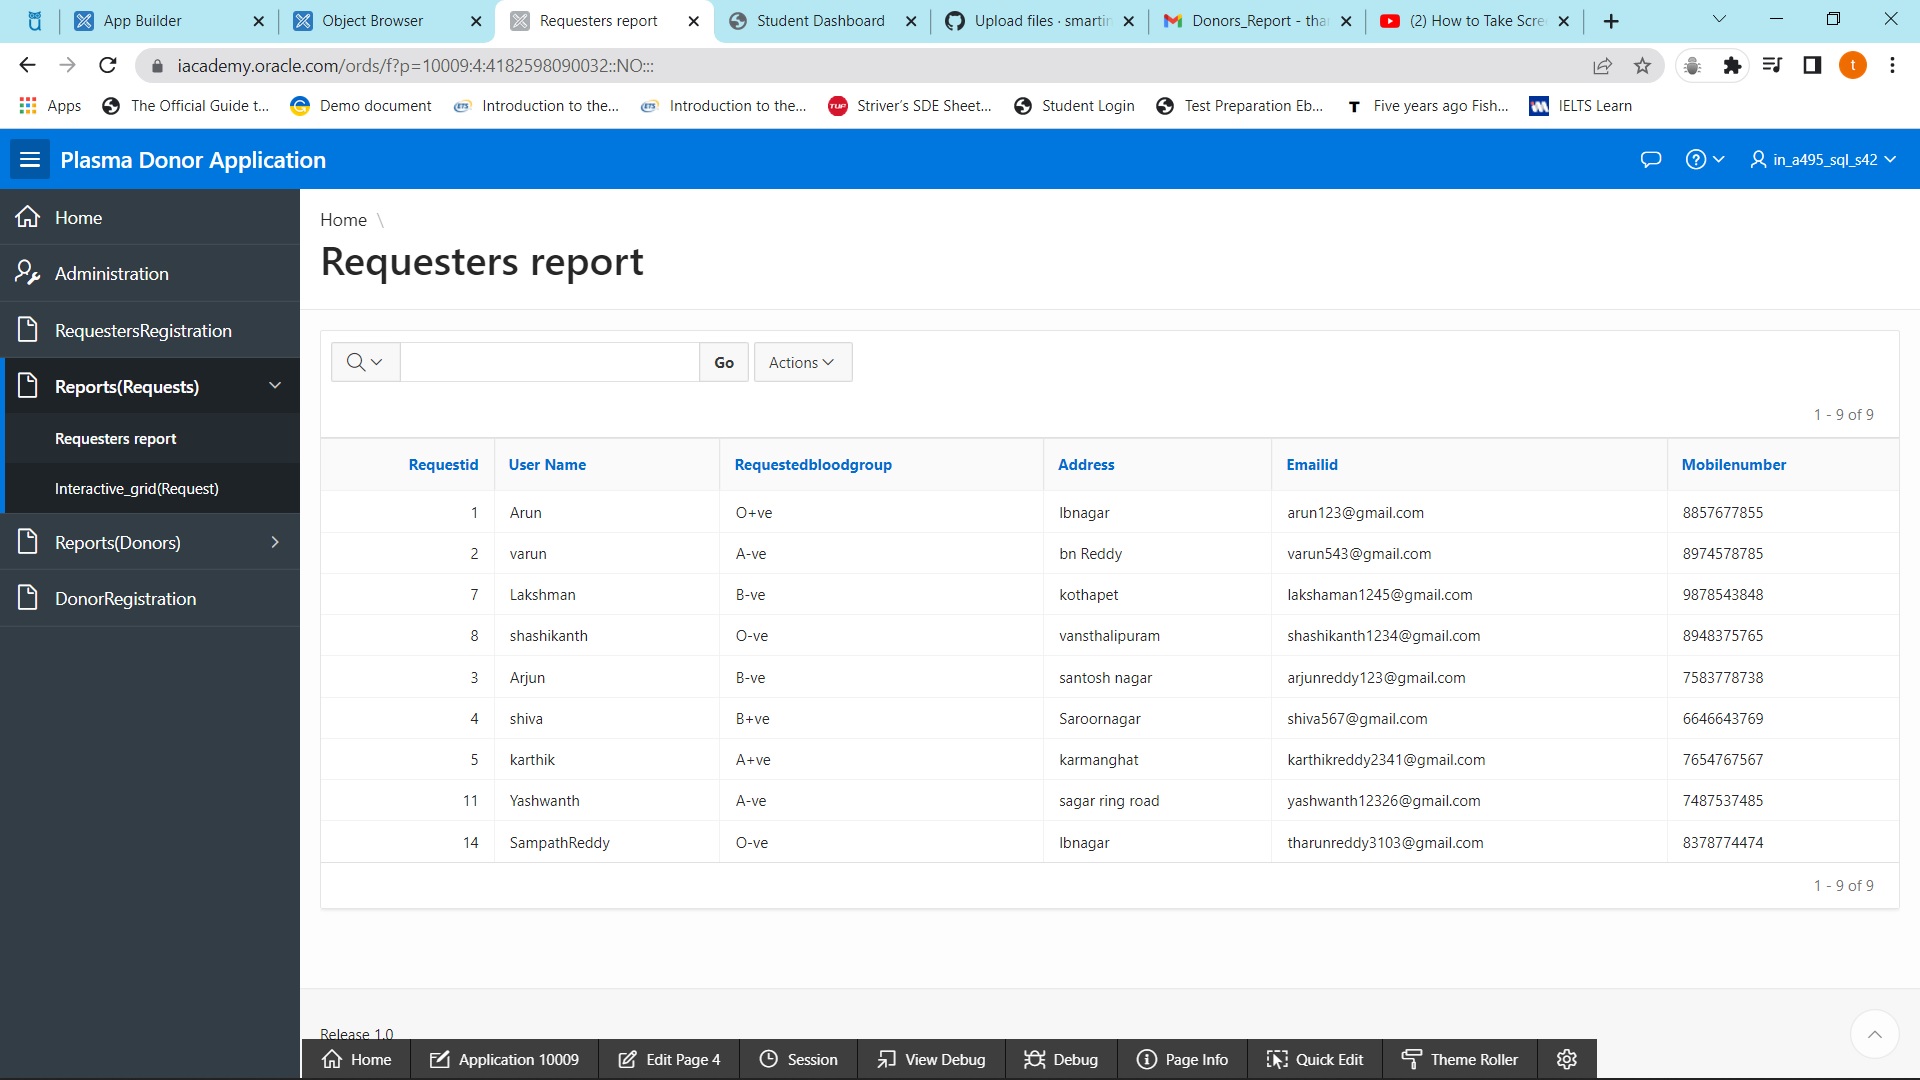 App Builder
Object Browser
Requesters report
Student Dashboard
Upload files · smartin
Donors_Report - tha
(2) How to Take Scre
iacademy.oracle.com/ords/f?p=10009:4:4182598090032::NO:::
t
Apps
The Official Guide t...
Demo document
Introduction to the...
Introduction to the...
Striver's SDE Sheet...
Student Login
Test Preparation Eb...
T Five years ago Fish...
IELTS Learn
Plasma Donor Application
in_a495_sql_s42
Home
Administration
RequestersRegistration
Reports(Requests)
Requesters report
Interactive_grid(Request)
Reports(Donors)
DonorRegistration
Home \
Requesters report
Go
Actions
1 - 9 of 9
Requestid User Name Requestedbloodgroup Address Emailid Mobilenumber
1 Arun O+ve lbnagar arun123@gmail.com 8857677855
2 varun A-ve bn Reddy varun543@gmail.com 8974578785
7 Lakshman B-ve kothapet lakshaman1245@gmail.com 9878543848
8 shashikanth O-ve vansthalipuram shashikanth1234@gmail.com 8948375765
3 Arjun B-ve santosh nagar arjunreddy123@gmail.com 7583778738
4 shiva B+ve Saroornagar shiva567@gmail.com 6646643769
5 karthik A+ve karmanghat karthikreddy2341@gmail.com 7654767567
11 Yashwanth A-ve sagar ring road yashwanth12326@gmail.com 7487537485
14 SampathReddy O-ve lbnagar tharunreddy3103@gmail.com 8378774474
1 - 9 of 9
Release 1.0
Home
Application 10009
Edit Page 4
Session
View Debug
Debug
Page Info
Quick Edit
Theme Roller